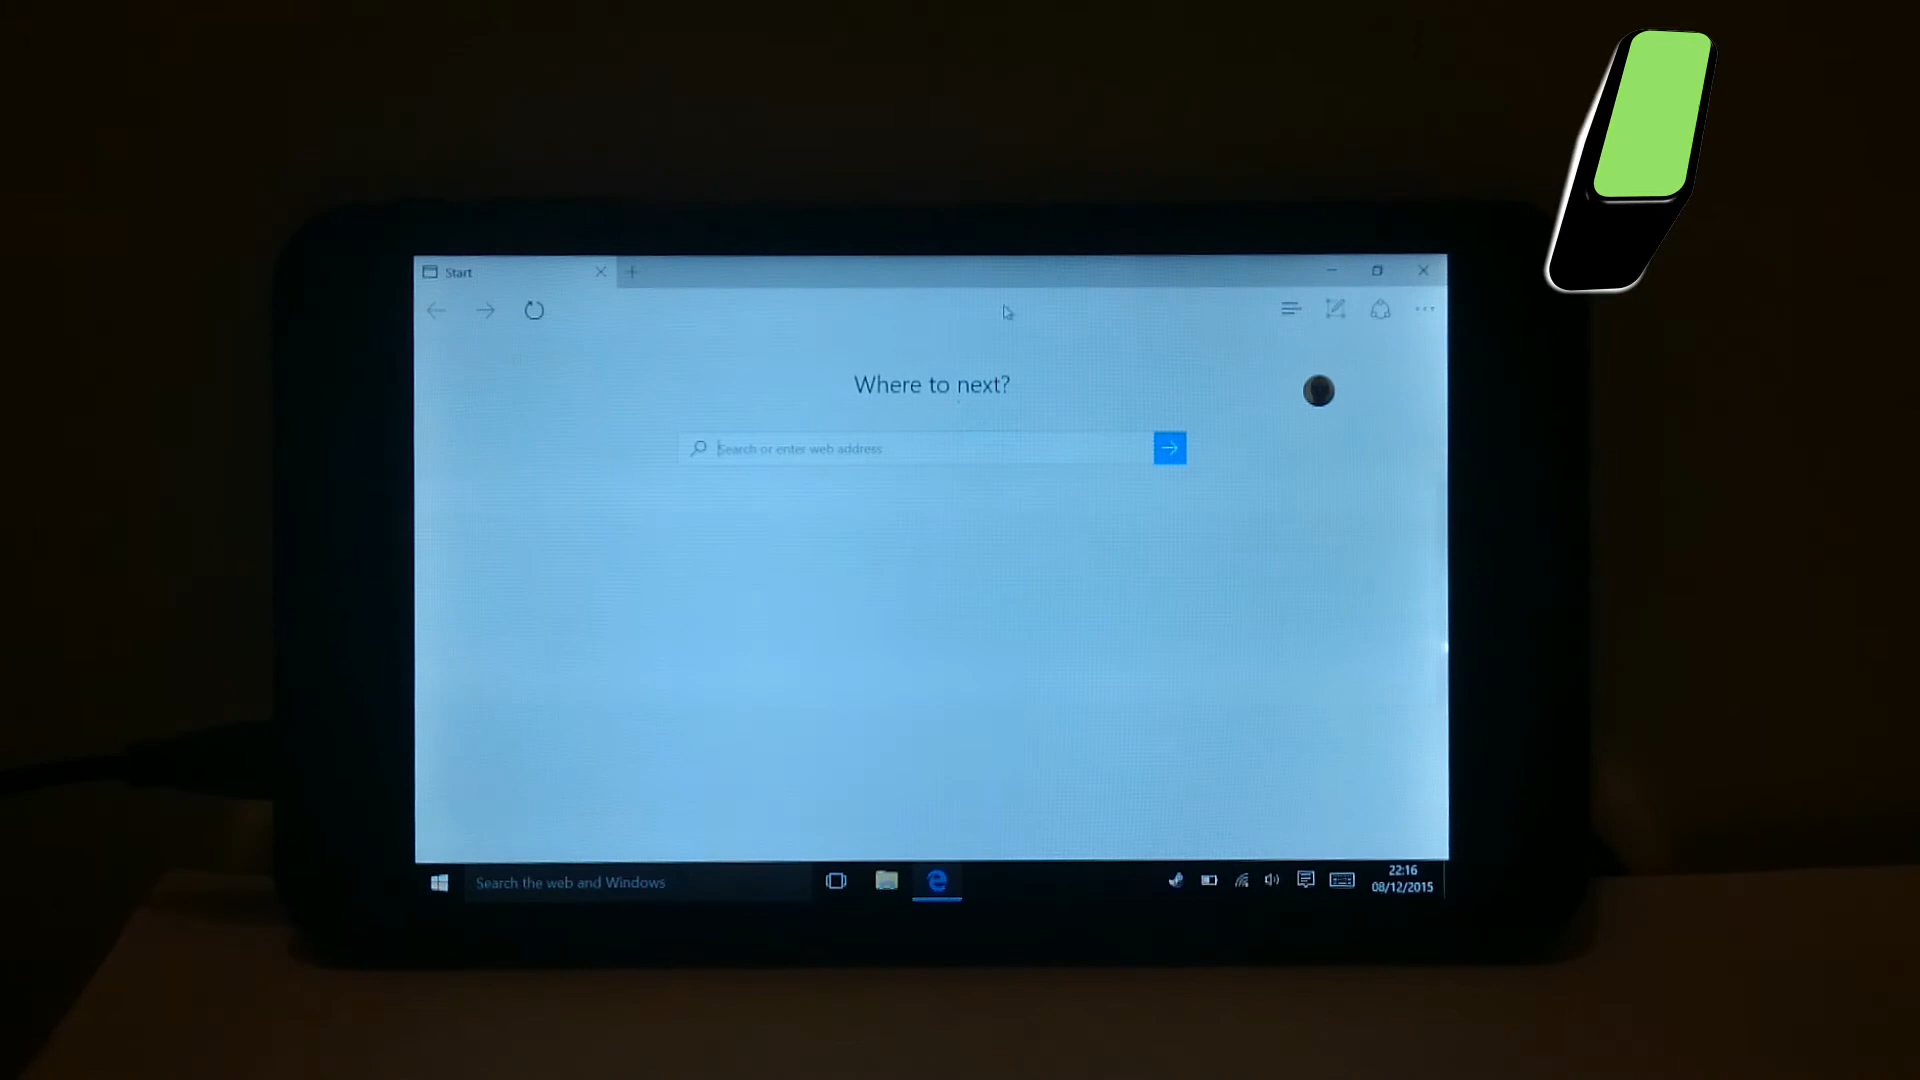 Start
Where to next?
Search or enter web address
Search the web and Windows
22:16
08/12/2015